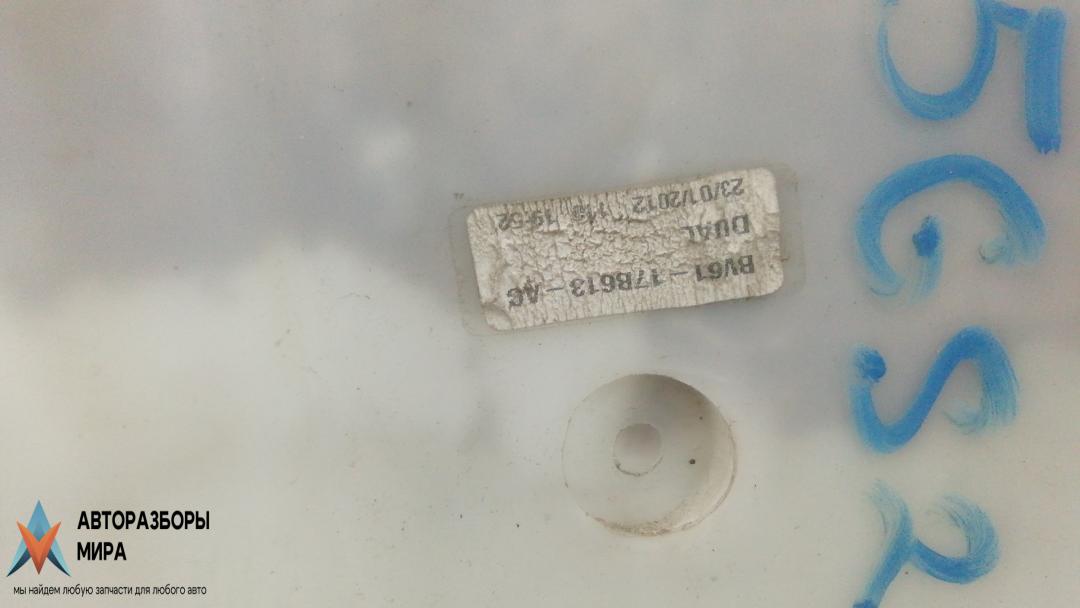 BV61-17B613-AC
DUAL
23/01/2012 19:52
5GS2
АВТОРАЗБОРЫ
МИРА
мы найдем любую запчасти для любого авто